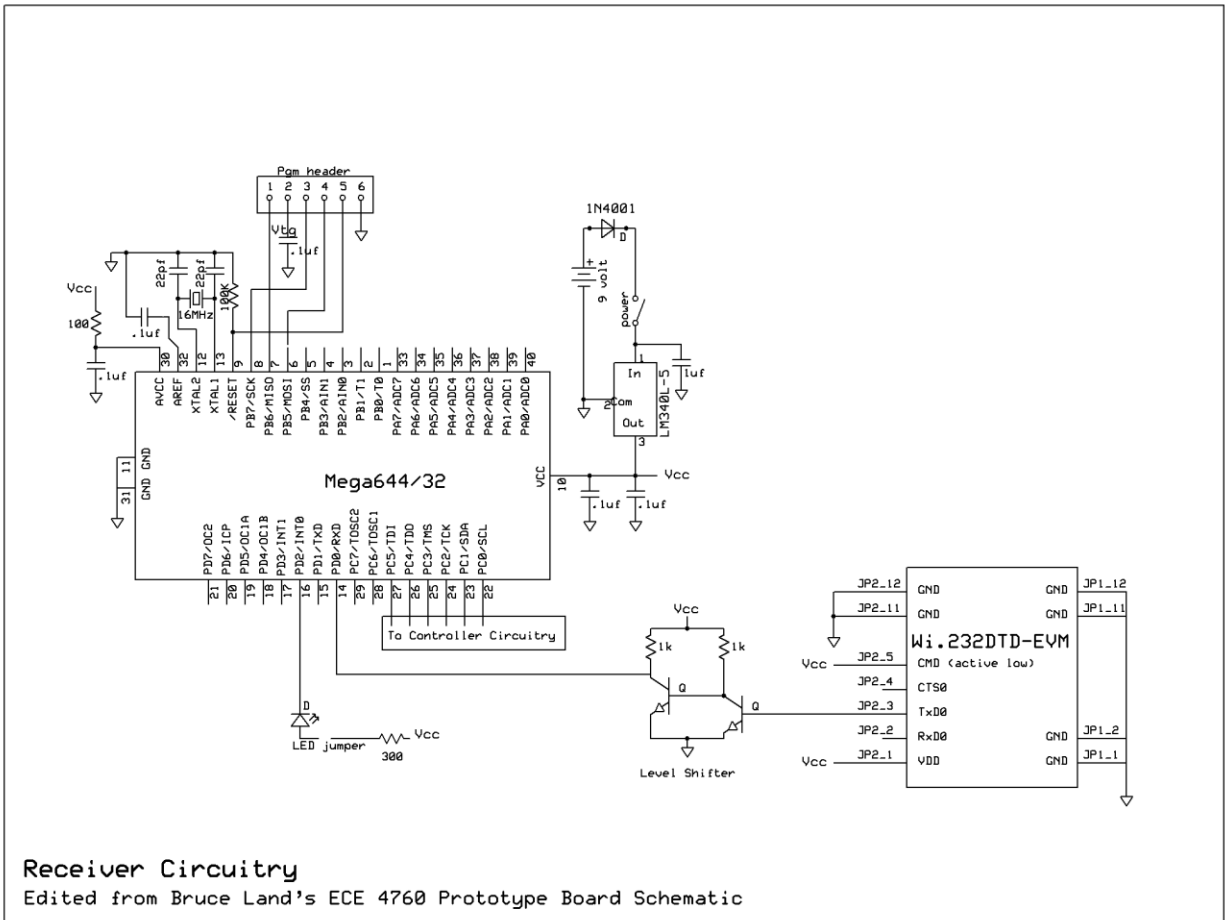 Pgm header
1 2 3 4 5 6
Vtg
.1uf
1N4001
D
+
9 volt
power
22pf
22pf
100K
16MHz
Vcc
100
.1uf
.1uf
1
In
Com
2
Out
3
LM340L-5
1uf
30 32 12 13 9 8 7 6 5 4 3 2 1 33 34 35 36 37 38 39 40
AVCC
AREF
XTAL2
XTAL1
/RESET
PB7/SCK
PB6/MISO
PB5/MOSI
PB4/SS
PB3/AIN1
PB2/AIN0
PB1/T1
PB0/T0
PA7/ADC7
PA6/ADC6
PA5/ADC5
PA4/ADC4
PA3/ADC3
PA2/ADC2
PA1/ADC1
PA0/ADC0
11 GND
31 GND
Mega644/32
VCC
10
Vcc
.1uf
.1uf
PD7/OC2
PD6/ICP
PD5/OC1A
PD4/OC1B
PD3/INT1
PD2/INT0
PD1/TXD
PD0/RXD
PC7/TOSC2
PC6/TOSC1
PC5/TDI
PC4/TDO
PC3/TMS
PC2/TCK
PC1/SDA
PC0/SCL
21 20 19 18 17 16 15 14 29 28 27 26 25 24 23 22
To Controller Circuitry
D
LED jumper
300
Vcc
Vcc
1k
1k
Q
Q
Level Shifter
JP2_12 GND GND JP1_12
JP2_11 GND GND JP1_11
Wi.232DTD-EVM
Vcc JP2_5 CMD (active low)
JP2_4 CTS0
JP2_3 TxD0
JP2_2 RxD0 GND JP1_2
Vcc JP2_1 VDD GND JP1_1
Receiver Circuitry
Edited from Bruce Land's ECE 4760 Prototype Board Schematic